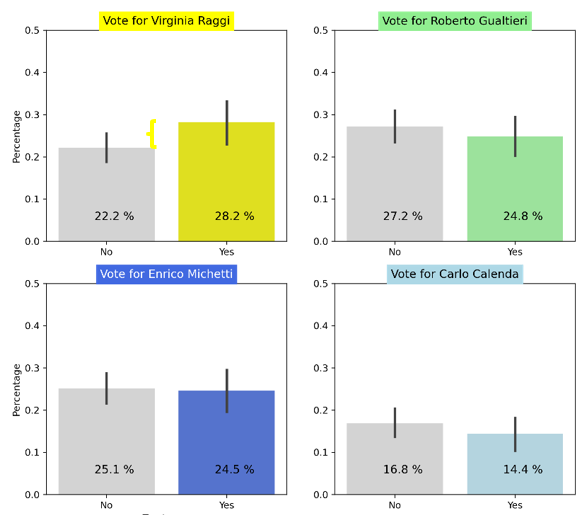 Vote for Virginia Raggi
Vote for Roberto Gualtieri
0.5
0.4
0.3
0.2
0.1
0.0
Percentage
22.2 %
28.2 %
No
Yes
0.5
0.4
0.3
0.2
0.1
0.0
27.2 %
24.8 %
No
Yes
Vote for Enrico Michetti
Vote for Carlo Calenda
0.5
0.4
0.3
0.2
0.1
0.0
Percentage
25.1 %
24.5 %
No
Yes
0.5
0.4
0.3
0.2
0.1
0.0
16.8 %
14.4 %
No
Yes